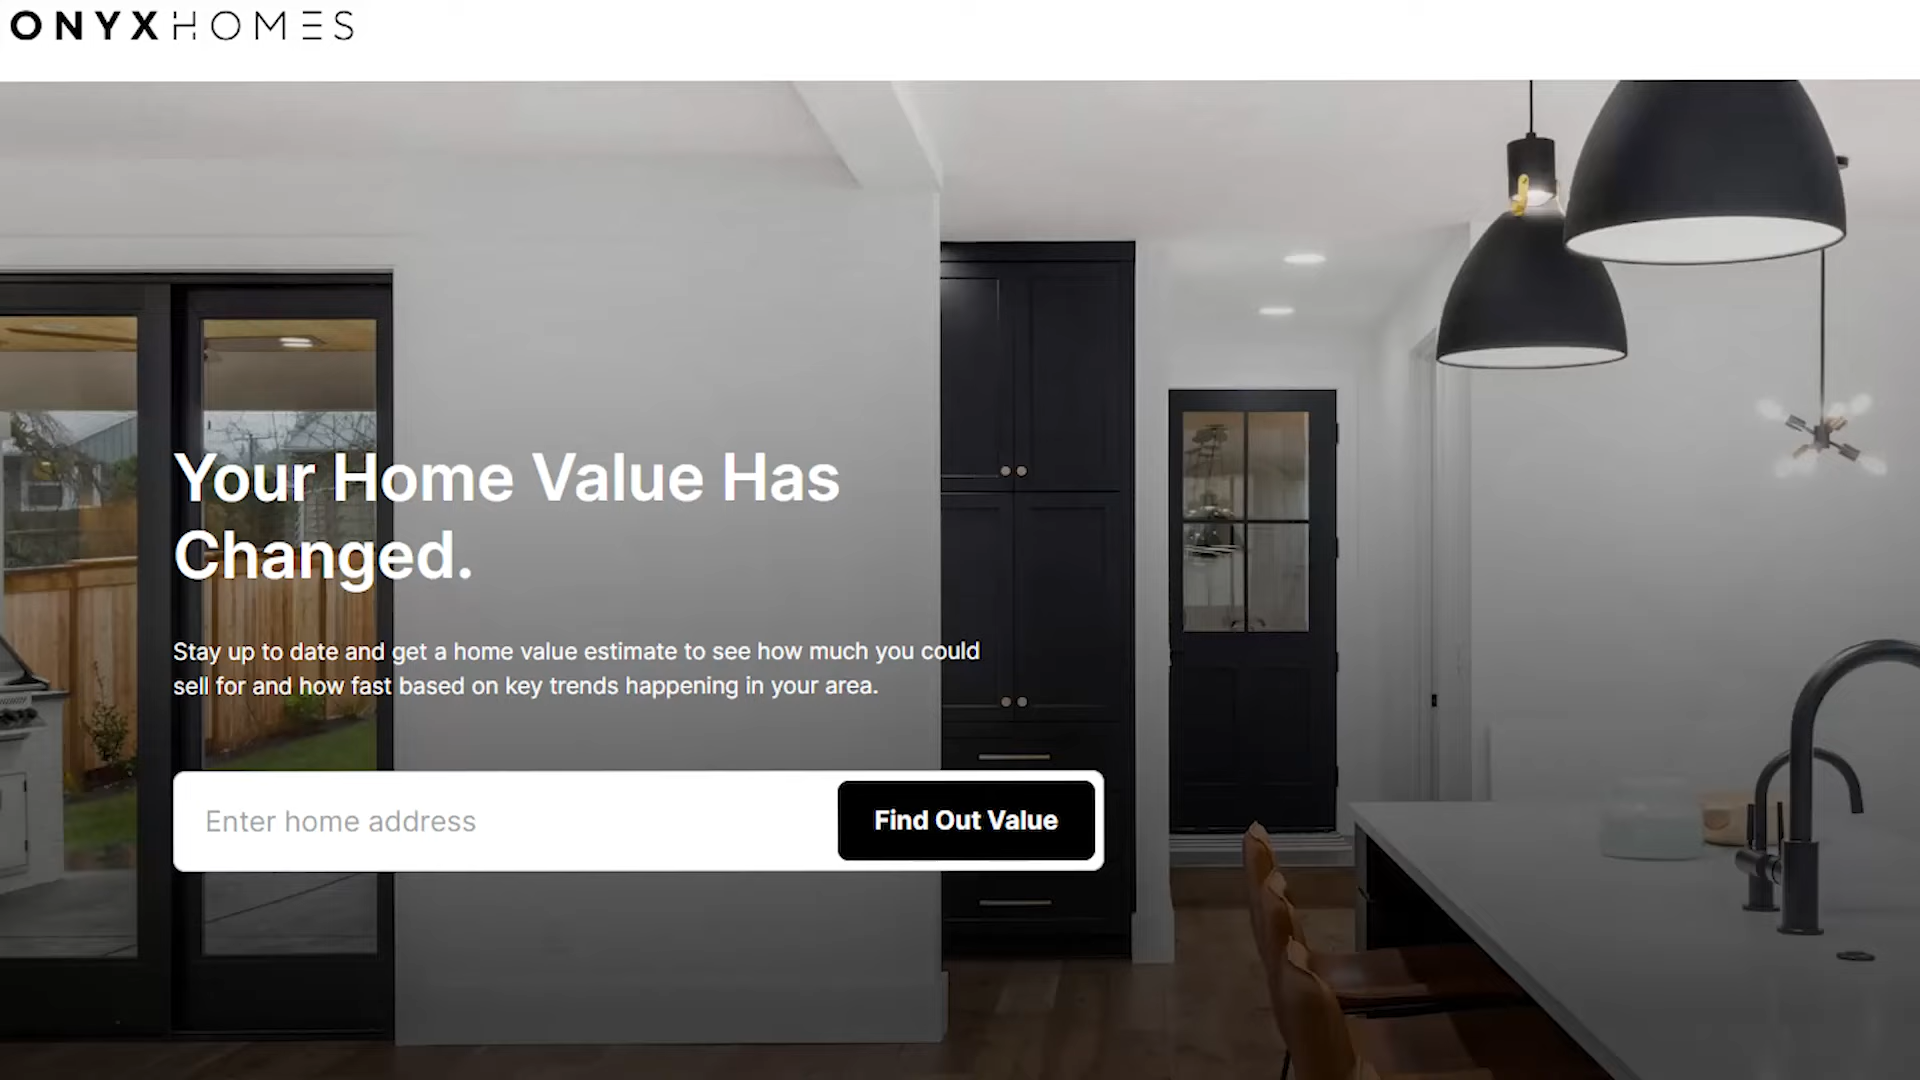 ONYXHOMES
Your Home Value Has
Changed.
Stay up to date and get a home value estimate to see how much you could
sell for and how fast based on key trends happening in your area.
Enter home address
Find Out Value